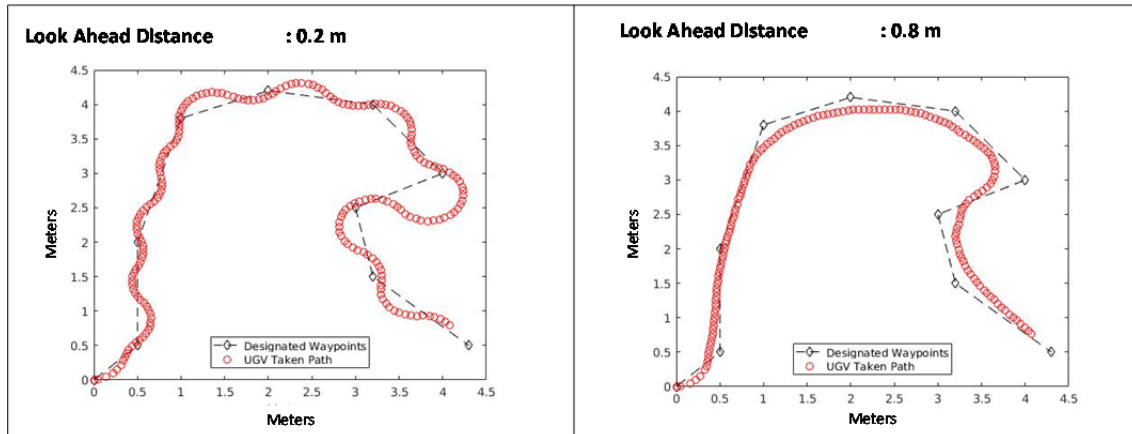 Look Ahead Distance : 0.2 m
4.5
4
3.5
3
2.5
2
1.5
1
0.5
0
Meters
Designated Waypoints
UGV Taken Path
0 0.5 1 1.5 2 2.5 3 3.5 4 4.5
Meters
Look Ahead Distance : 0.8 m
4.5
4
3.5
3
2.5
2
1.5
1
0.5
0
Meters
Designated Waypoints
UGV Taken Path
0 0.5 1 1.5 2 2.5 3 3.5 4 4.5
Meters